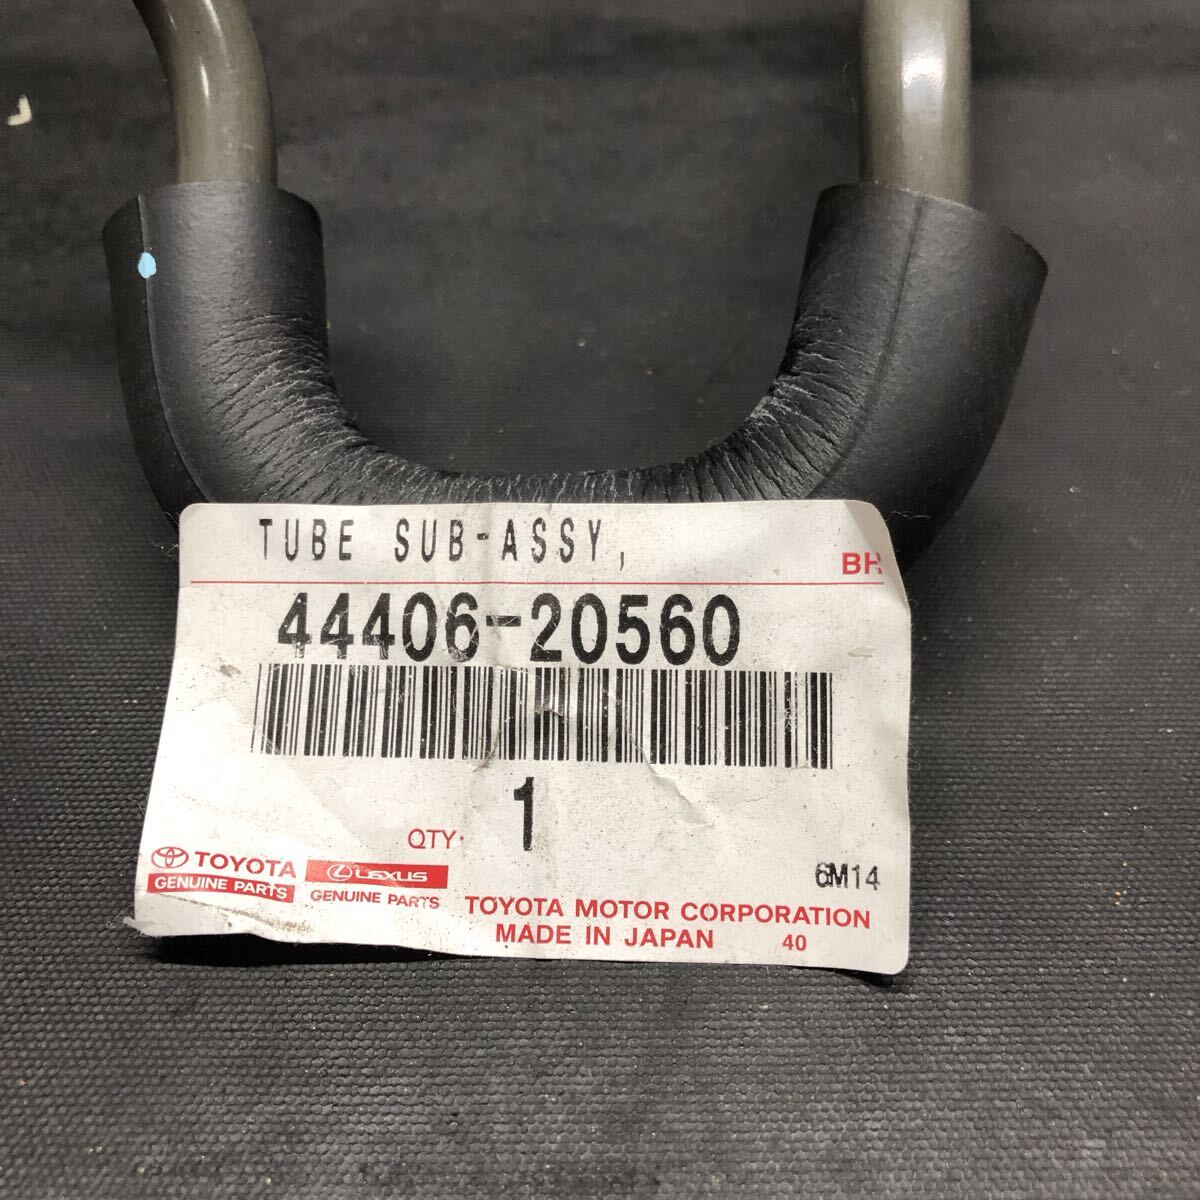 TUBE SUB-ASSY,
BH
44406-20560
1
QTY.
6M14
TOYOTA
GENUINE PARTS
LEXUS
GENUINE PARTS
TOYOTA MOTOR CORPORATION
MADE IN JAPAN 40